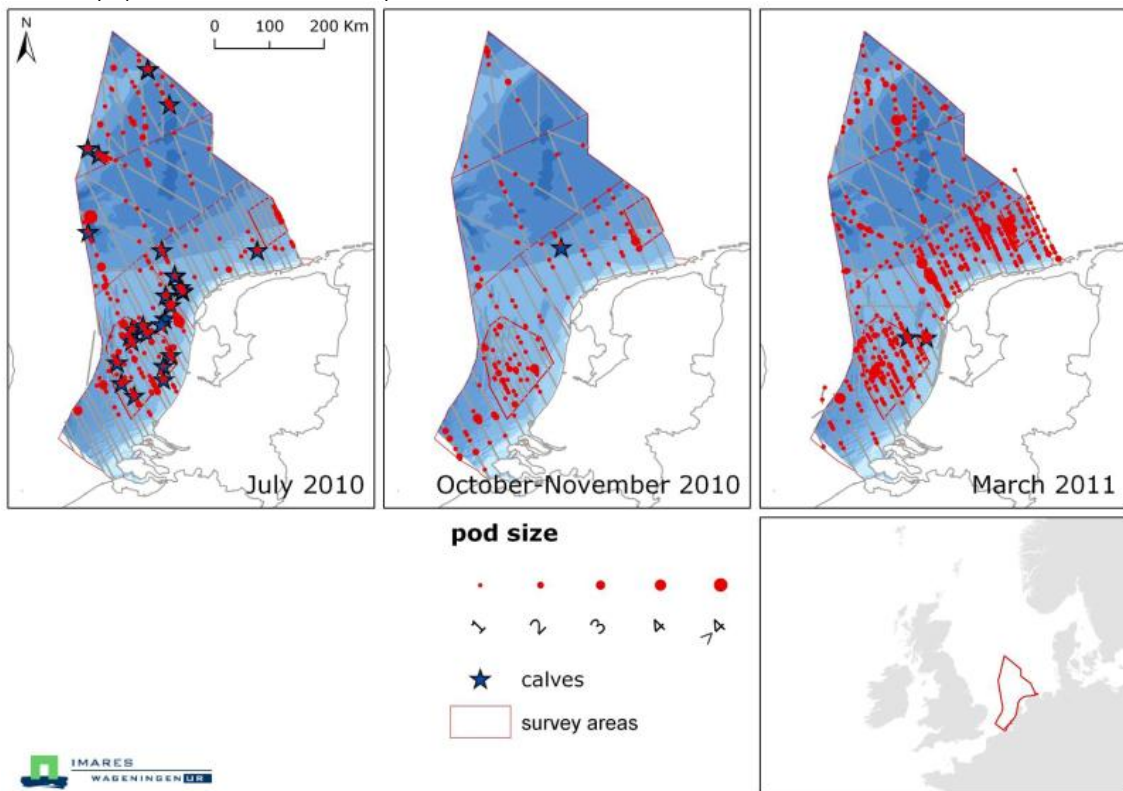 N
0 100 200 Km
July 2010
October-November 2010
March 2011
pod size
1 2 3 4 >4
calves
survey areas
IMARES
WAGENINGEN UR